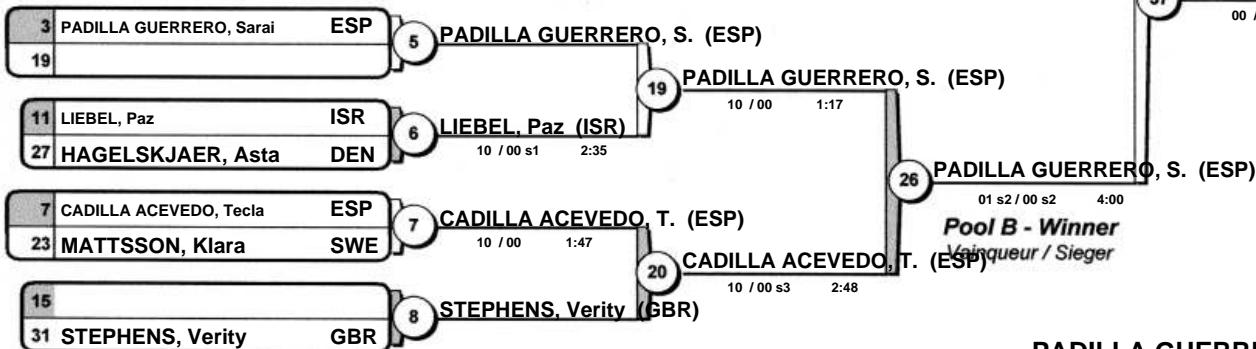 37
00 /
3 PADILLA GUERRERO, Sarai ESP
19
5 PADILLA GUERRERO, S. (ESP)
19 PADILLA GUERRERO, S. (ESP)
10 / 00 1:17
11 LIEBEL, Paz ISR
27 HAGELSKJAER, Asta DEN
6 LIEBEL, Paz (ISR)
10 / 00 s1 2:35
26 PADILLA GUERRERO, S. (ESP)
01 s2 / 00 s2 4:00
Pool B - Winner
Vainqueur / Sieger
7 CADILLA ACEVEDO, Tecla ESP
23 MATTSSON, Klara SWE
7 CADILLA ACEVEDO, T. (ESP)
10 / 00 1:47
20 CADILLA ACEVEDO, T. (ESP)
10 / 00 s3 2:48
15
31 STEPHENS, Verity GBR
8 STEPHENS, Verity (GBR)